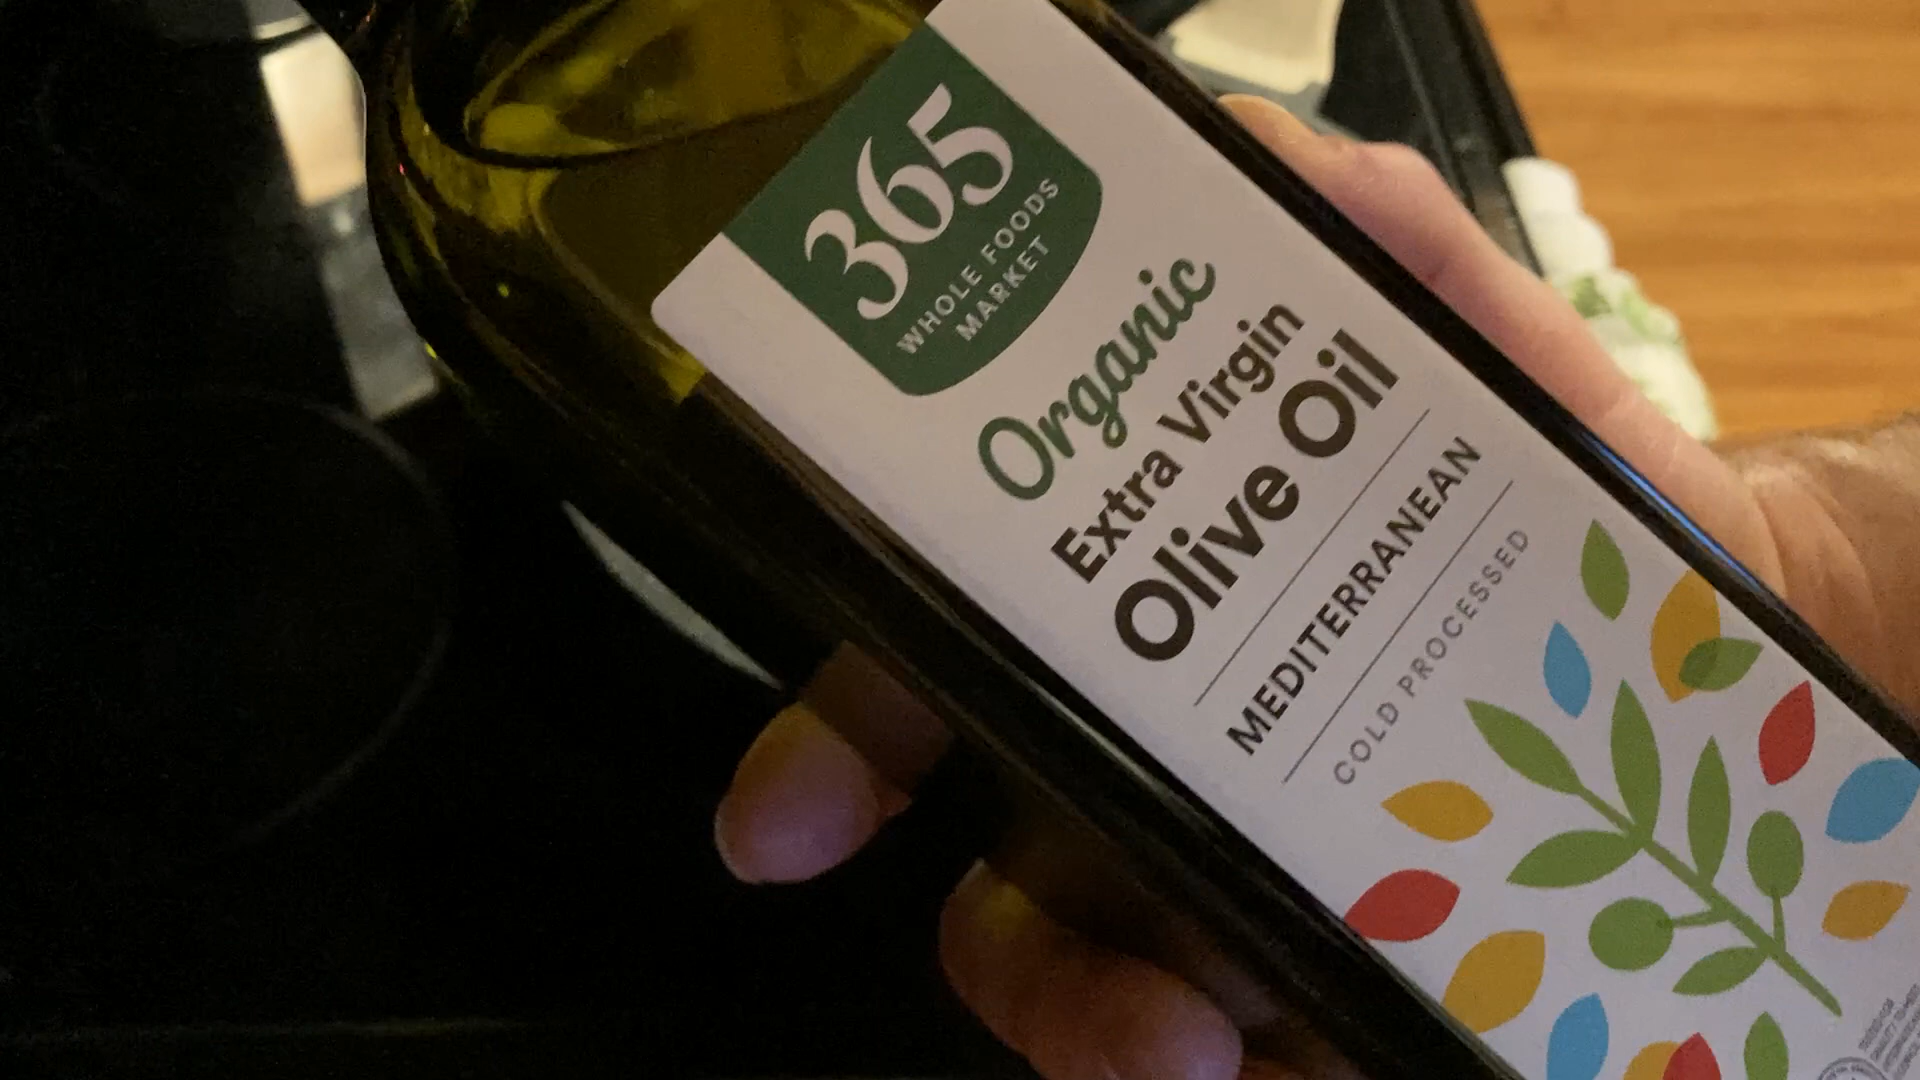 365
WHOLE FOODS
MARKET
Organic
Extra Virgin
Olive Oil
MEDITERRANEAN
COLD PROCESSED